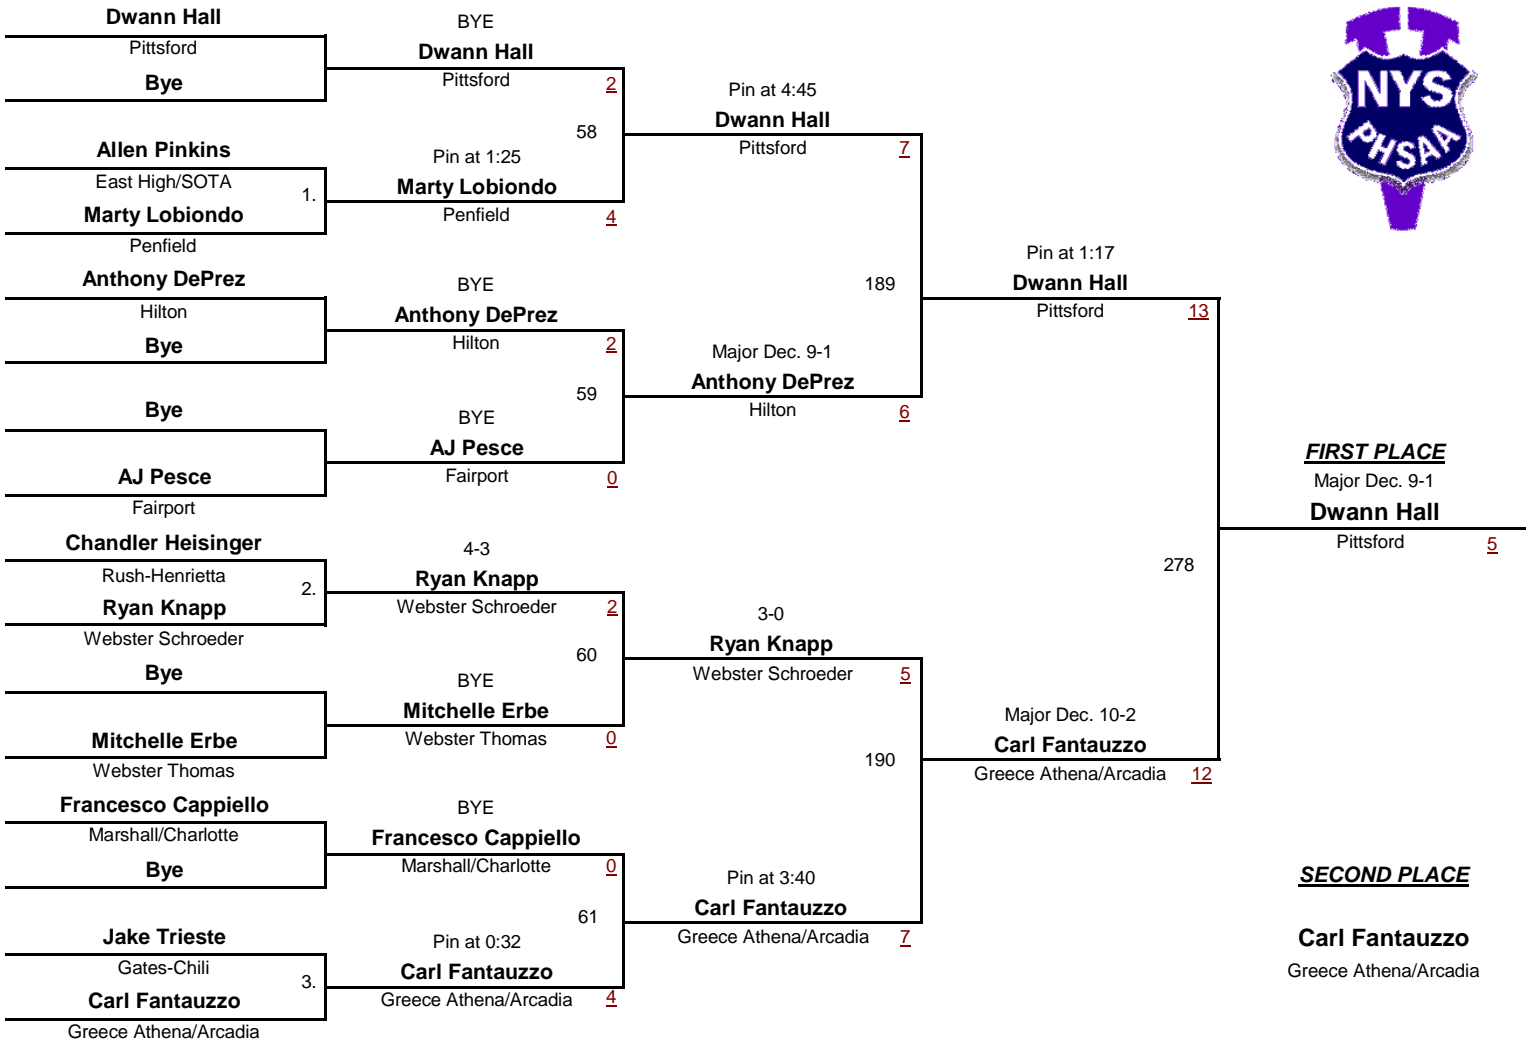 Dwann Hall
Pittsford
Bye
Allen Pinkins
East High/SOTA
1.
Marty Lobiondo
Penfield
Anthony DePrez
Hilton
Bye
Bye
AJ Pesce
Fairport
Chandler Heisinger
Rush-Henrietta
2.
Ryan Knapp
Webster Schroeder
Bye
Mitchelle Erbe
Webster Thomas
Francesco Cappiello
Marshall/Charlotte
Bye
Jake Trieste
Gates-Chili
3.
Carl Fantauzzo
Greece Athena/Arcadia
BYE
Dwann Hall
Pittsford 2
58
Pin at 1:25
Marty Lobiondo
Penfield 4
BYE
Anthony DePrez
Hilton 2
59
BYE
AJ Pesce
Fairport 0
4-3
Ryan Knapp
Webster Schroeder 2
60
BYE
Mitchelle Erbe
Webster Thomas 0
BYE
Francesco Cappiello
Marshall/Charlotte 0
61
Pin at 0:32
Carl Fantauzzo
Greece Athena/Arcadia 4
Pin at 4:45
Dwann Hall
Pittsford 7
189
Major Dec. 9-1
Anthony DePrez
Hilton 6
3-0
Ryan Knapp
Webster Schroeder 5
190
Pin at 3:40
Carl Fantauzzo
Greece Athena/Arcadia 7
Pin at 1:17
Dwann Hall
Pittsford 13
278
Major Dec. 10-2
Carl Fantauzzo
Greece Athena/Arcadia 12
NYS
PHSAA
FIRST PLACE
Major Dec. 9-1
Dwann Hall
Pittsford 5
SECOND PLACE
Carl Fantauzzo
Greece Athena/Arcadia